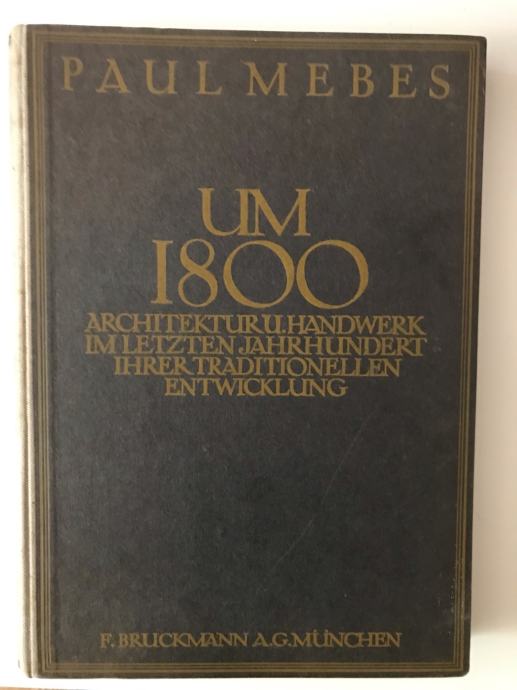 PAUL MEBES
UM
1800
ARCHITEKTUR U. HANDWERK
IM LETZTEN JAHRHUNDERT
IHRER TRADITIONELLEN
ENTWICKLUNG
F. BRUCKMANN A.G. MÜNCHEN